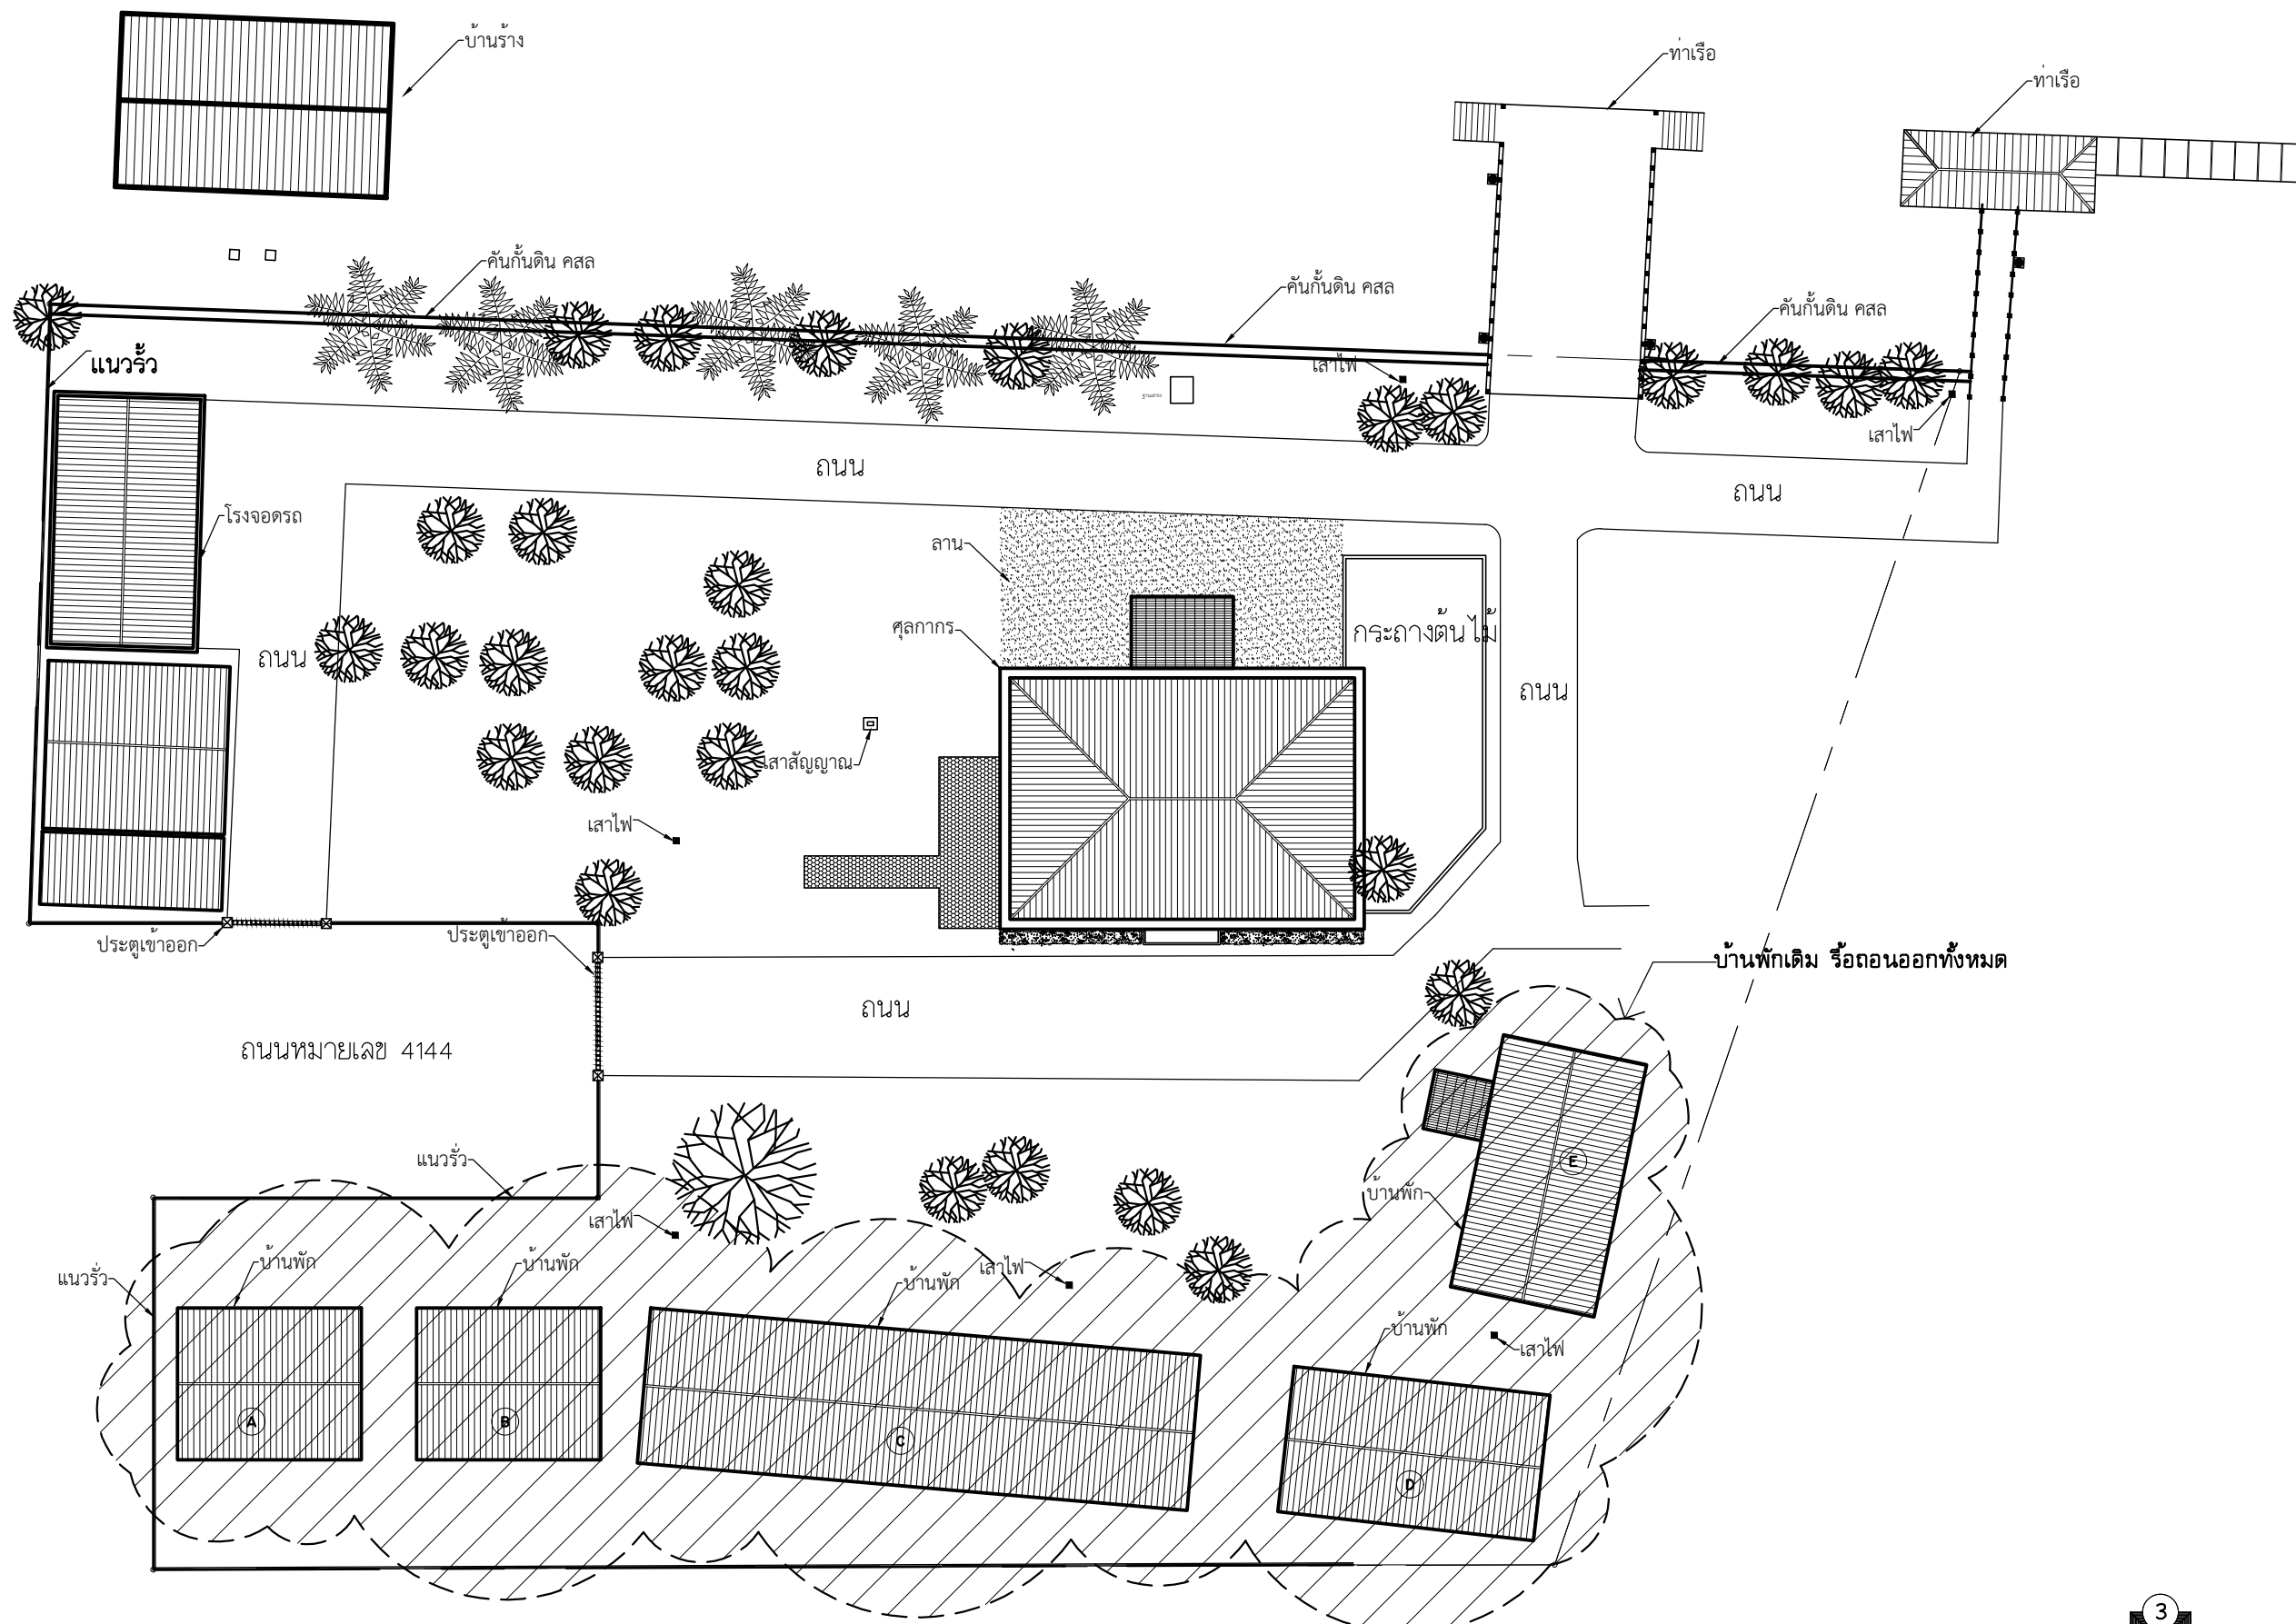 บ้านร้าง
ท่าเรือ
ท่าเรือ
คันกั้นดิน คสล
คันกั้นดิน คสล
คันกั้นดิน คสล
แนวรั้ว
เสาไฟ
เสาไฟ
ถนน
ถนน
โรงจอดรถ
ลาน
ศุลกากร
กระถางต้นไม้
ถนน
ถนน
เสาสัญญาณ
เสาไฟ
ประตูเข้าออก
ประตูเข้าออก
บ้านพักเดิม รื้อถอนออกทั้งหมด
ถนน
ถนนหมายเลข 4144
แนวรั่ว
E
บ้านพัก
เสาไฟ
แนวรั่ว
บ้านพัก
บ้านพัก
บ้านพัก
เสาไฟ
บ้านพัก
เสาไฟ
A
B
C
D
3